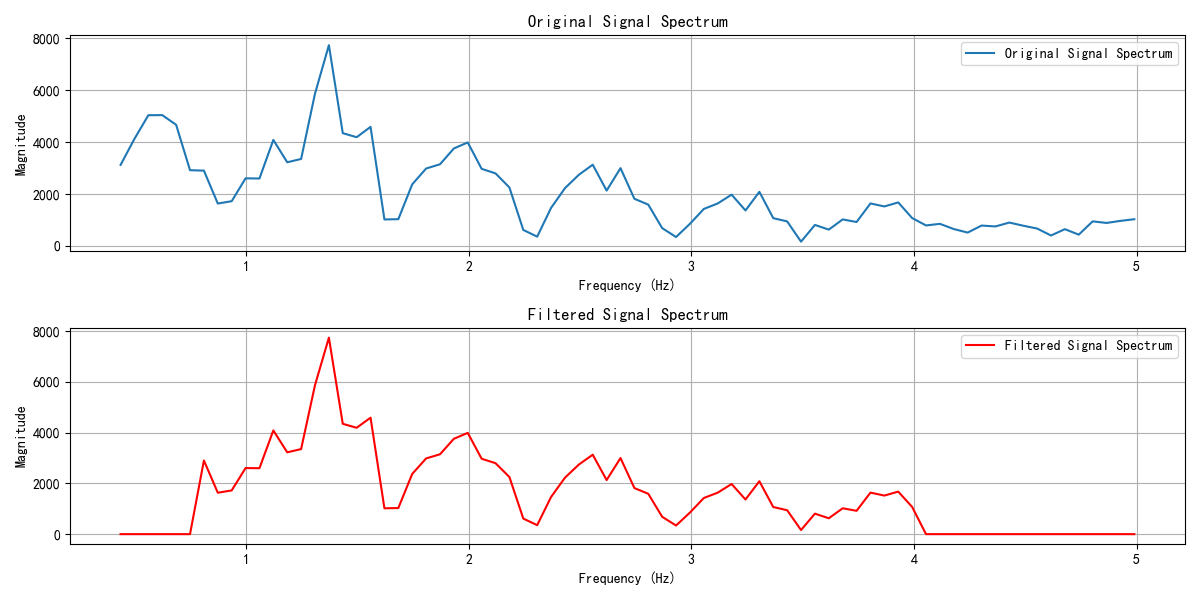 Original Signal Spectrum
8000
6000
4000
2000
0
Magnitude
Original Signal Spectrum
1 2 3 4 5
Frequency (Hz)
Filtered Signal Spectrum
8000
6000
4000
2000
0
Magnitude
Filtered Signal Spectrum
1 2 3 4 5
Frequency (Hz)